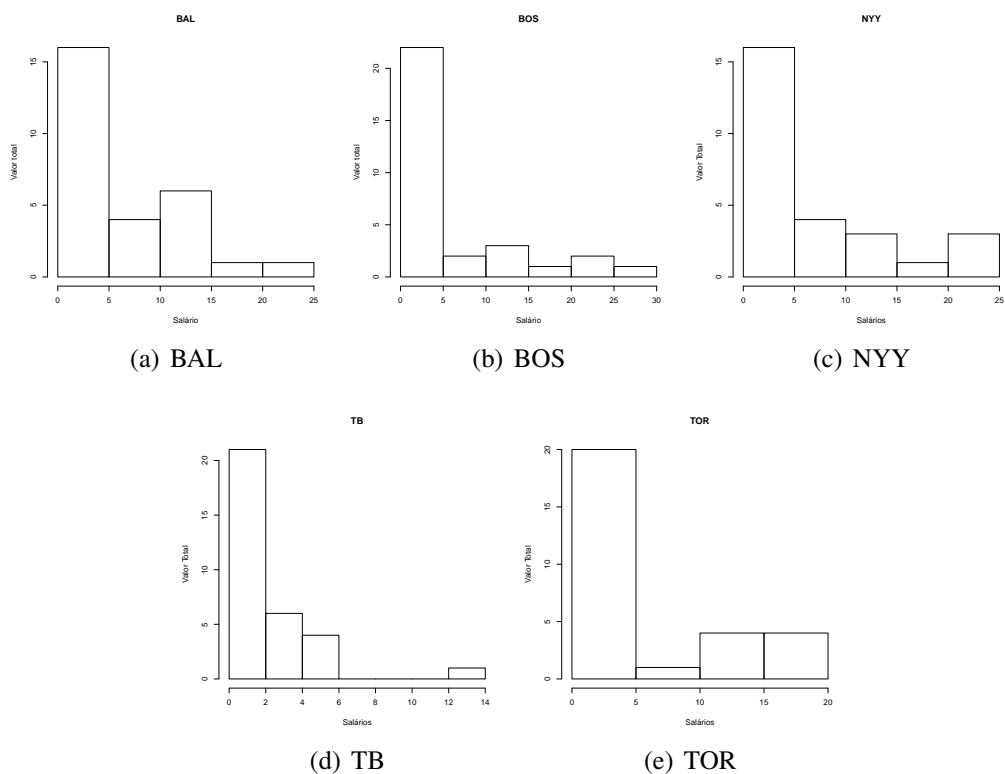 BAL
Valor total
15
10
5
0
0 5 10 15 20 25
Salário
(a) BAL
BOS
Valor total
20
15
10
5
0
0 5 10 15 20 25 30
Salário
(b) BOS
NYY
Valor Total
15
10
5
0
0 5 10 15 20 25
Salários
(c) NYY
TB
Valor Total
20
15
10
5
0
0 2 4 6 8 10 12 14
Salários
(d) TB
TOR
Valor Total
20
15
10
5
0
0 5 10 15 20
Salários
(e) TOR